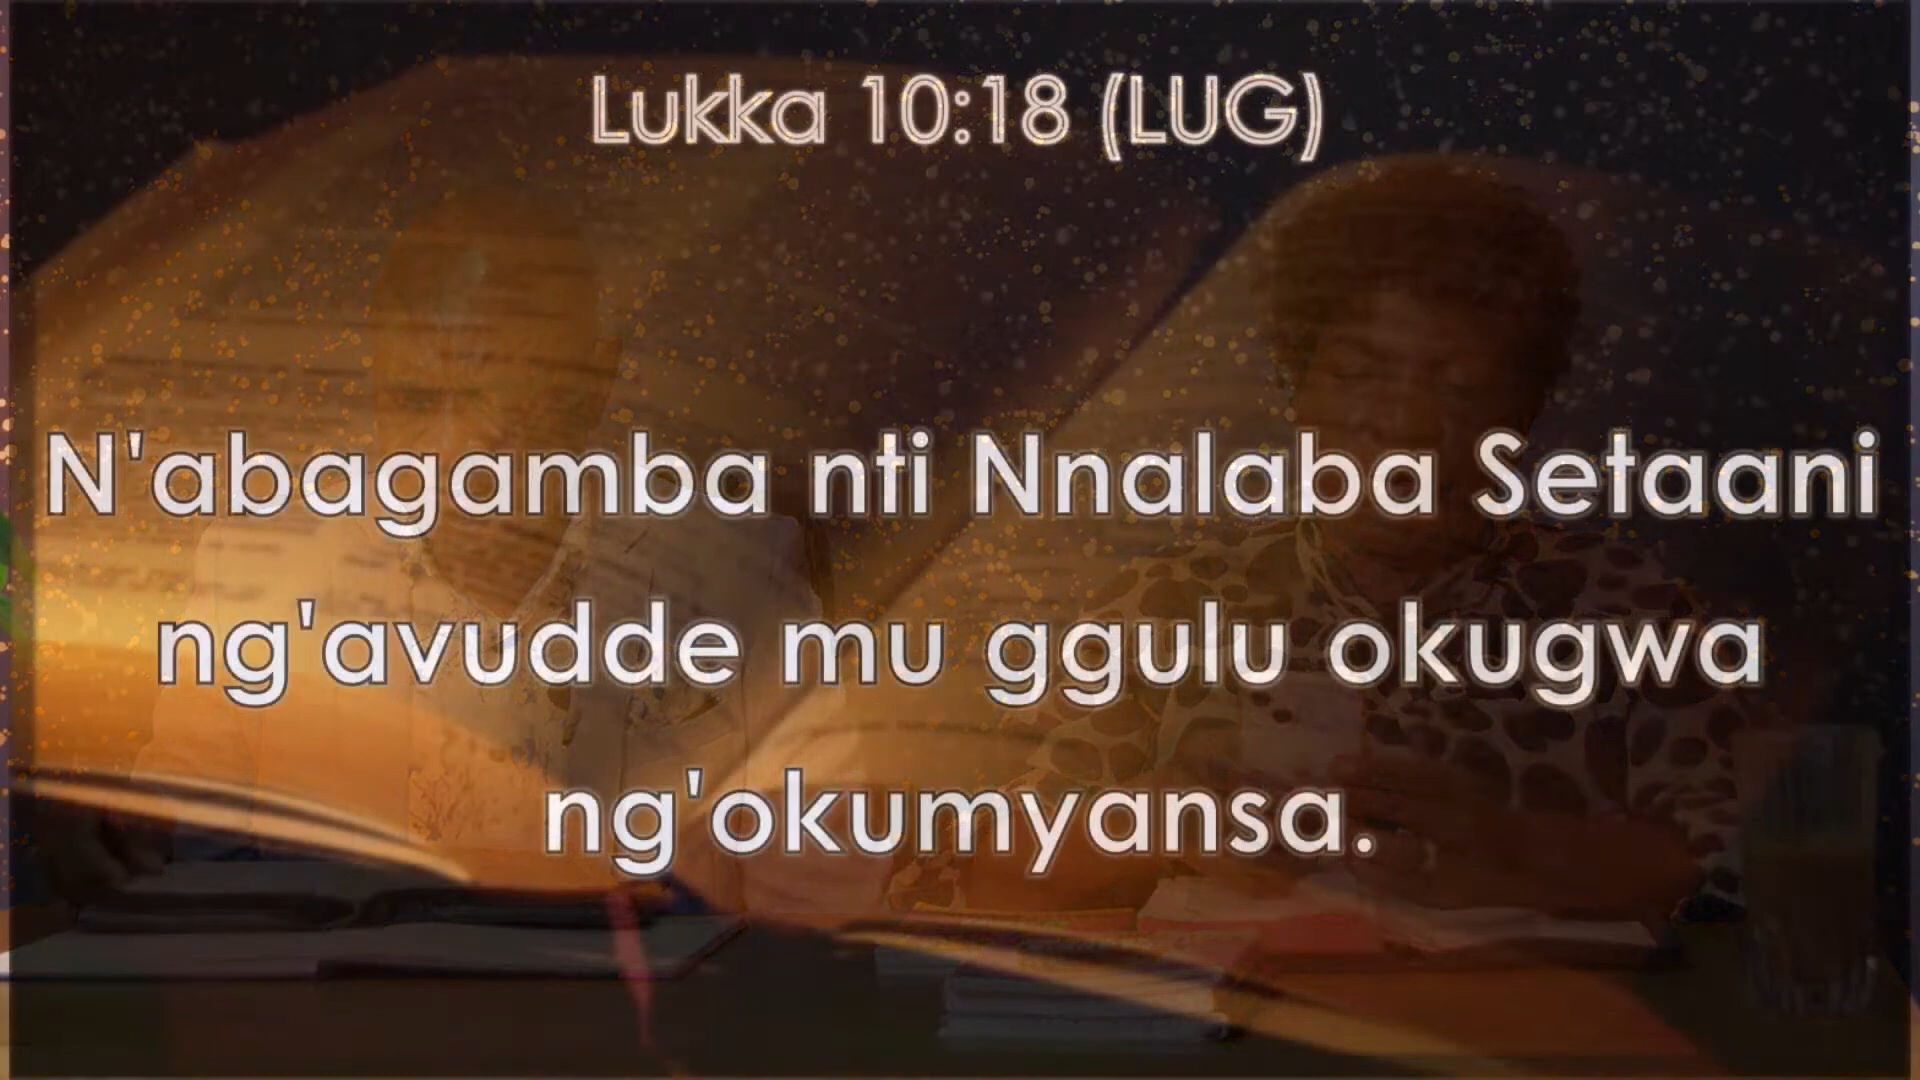 Lukka 10:18 (LUG)
N'abagamba nti Nnalaba Setaani
ng'avudde mu ggulu okugwa
ng'okumyansa.